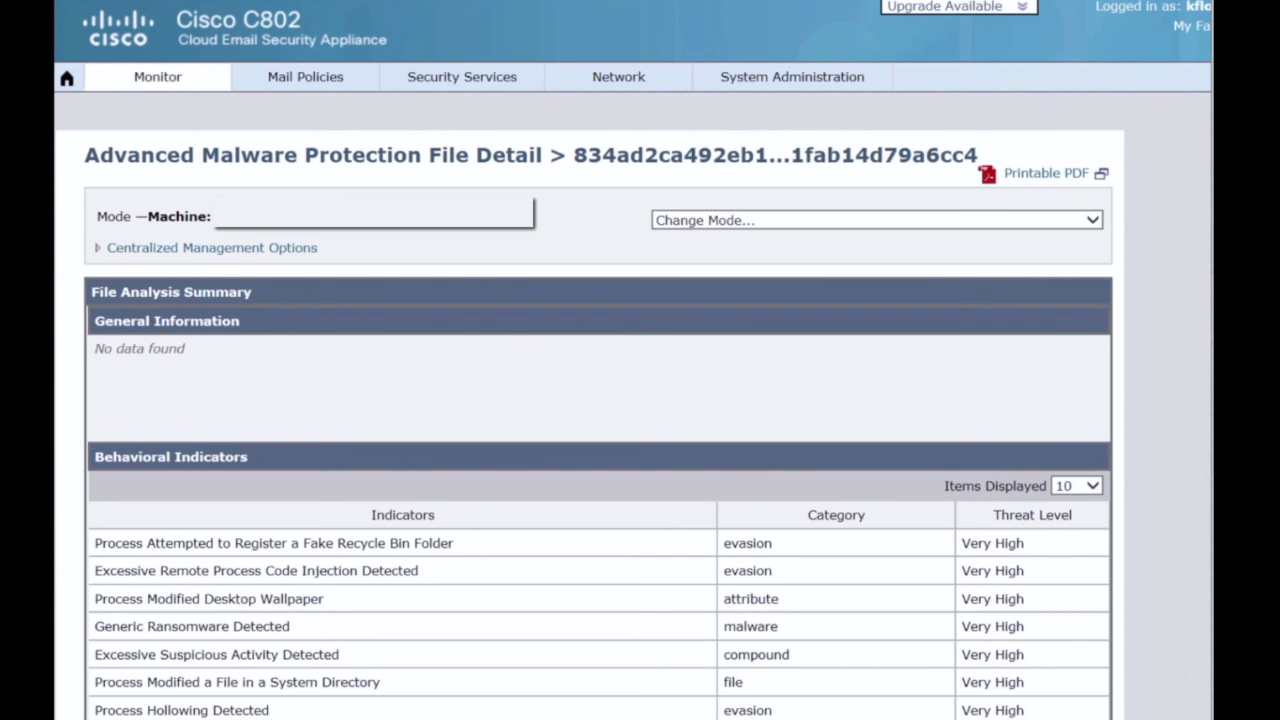 Upgrade Available
Logged in as: kflo
CISCO
Cisco C802
Cloud Email Security Appliance
My Fa
Monitor
Mail Policies
Security Services
Network
System Administration
Advanced Malware Protection File Detail > 834ad2ca492eb1...1fab14d79a6cc4
Printable PDF
Mode —Machine:
Change Mode...
Centralized Management Options
File Analysis Summary
General Information
No data found
Behavioral Indicators
Items Displayed 10
Indicators Category Threat Level
Process Attempted to Register a Fake Recycle Bin Folder evasion Very High
Excessive Remote Process Code Injection Detected evasion Very High
Process Modified Desktop Wallpaper attribute Very High
Generic Ransomware Detected malware Very High
Excessive Suspicious Activity Detected compound Very High
Process Modified a File in a System Directory file Very High
Process Hollowing Detected evasion Very High